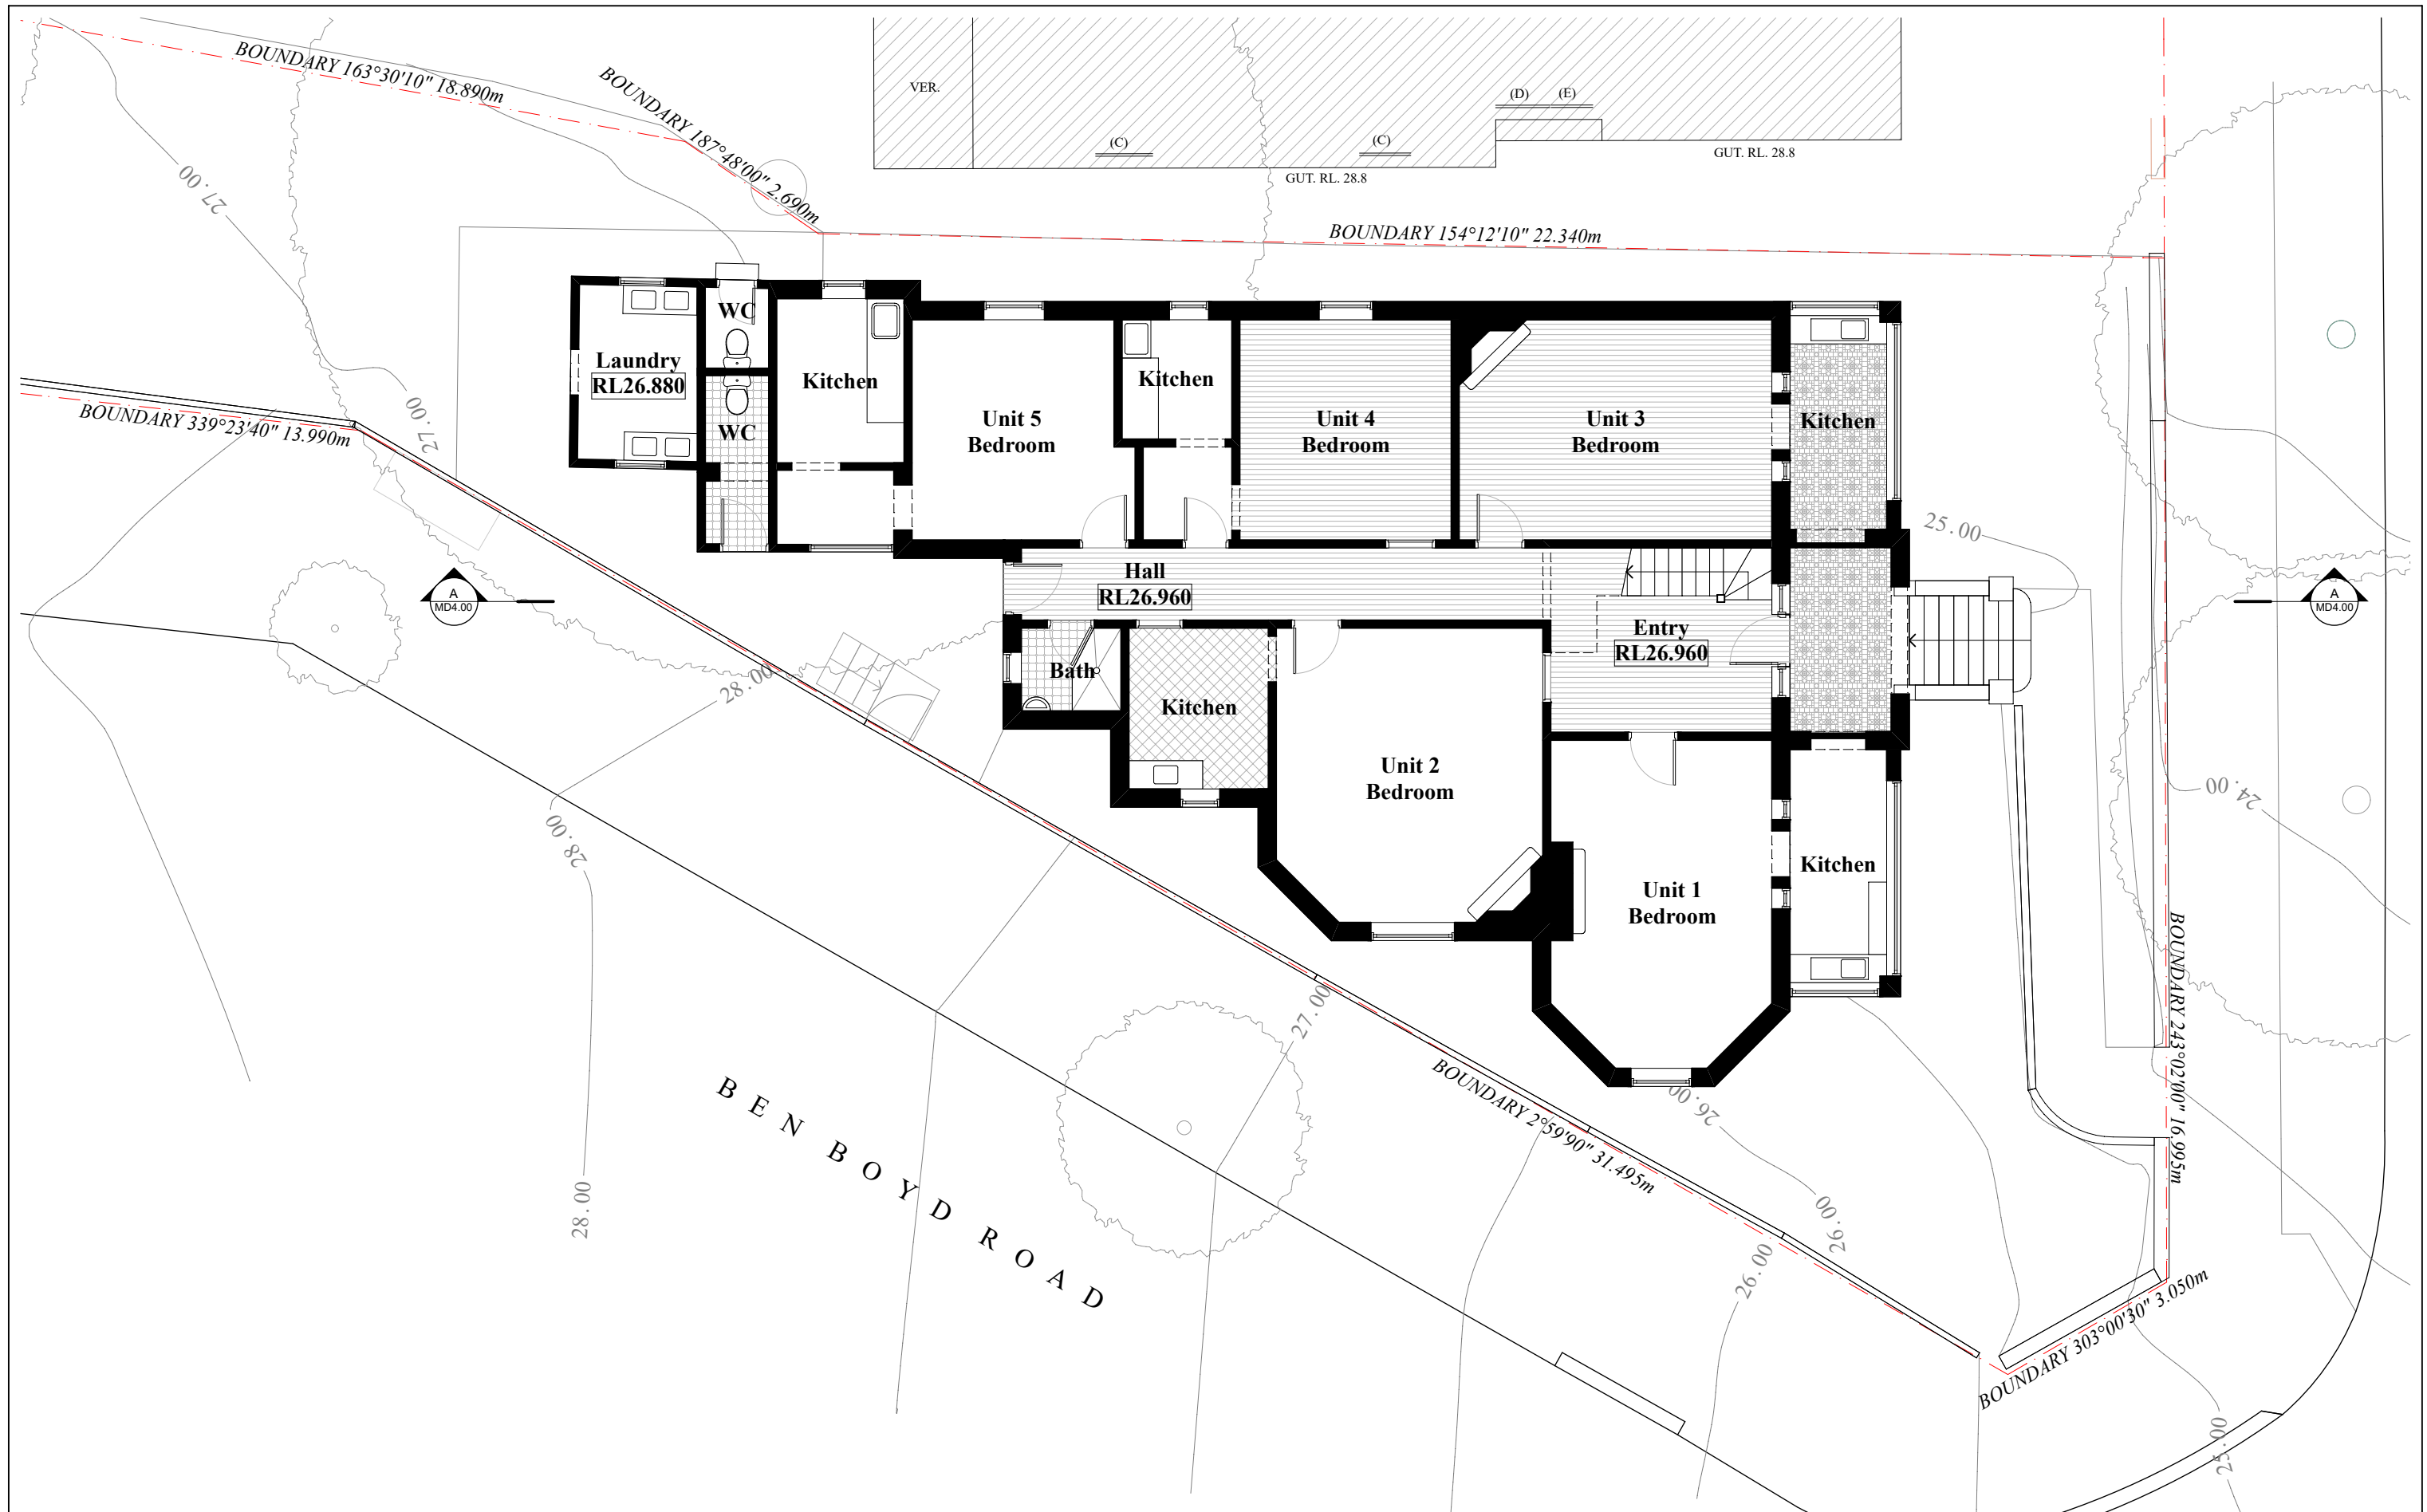 BOUNDARY 163°30'10" 18.890m
BOUNDARY 187°48'00" 2.690m
VER.
(C)
(C)
(D)
(E)
GUT. RL. 28.8
GUT. RL. 28.8
BOUNDARY 154°12'10" 22.340m
27.00
27.00
BOUNDARY 339°23'40" 13.990m
Laundry
RL26.880
WC
WC
Kitchen
Unit 5
Bedroom
Kitchen
Unit 4
Bedroom
Unit 3
Bedroom
Kitchen
25.00
A
MD4.00
Hall
RL26.960
Entry
RL26.960
A
MD4.00
Bath
Kitchen
28.00
Unit 2
Bedroom
24.00
28.00
Unit 1
Bedroom
Kitchen
27.00
BOUNDARY 243°02'00" 16.995m
BOUNDARY 2°59'90" 31.495m
26.00
28.00
BEN BOYD ROAD
26.00
26.00
BOUNDARY 303°00'30" 3.050m
25.00